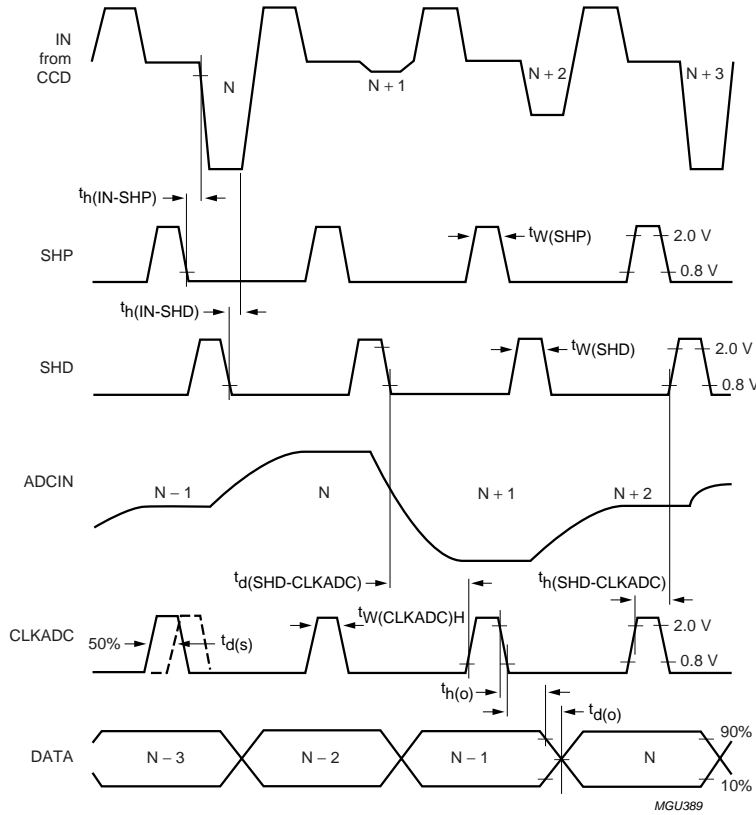 IN
from
CCD
N
N + 1
N + 2
N + 3
th(IN-SHP)
SHP
tW(SHP)
2.0 V
0.8 V
th(IN-SHD)
SHD
tW(SHD)
2.0 V
0.8 V
ADCIN
N − 1
N
N + 1
N + 2
td(SHD-CLKADC)
th(SHD-CLKADC)
CLKADC
50%
td(s)
tW(CLKADC)H
2.0 V
0.8 V
th(o)
td(o)
DATA
N − 3
N − 2
N − 1
N
90%
10%
MGU389